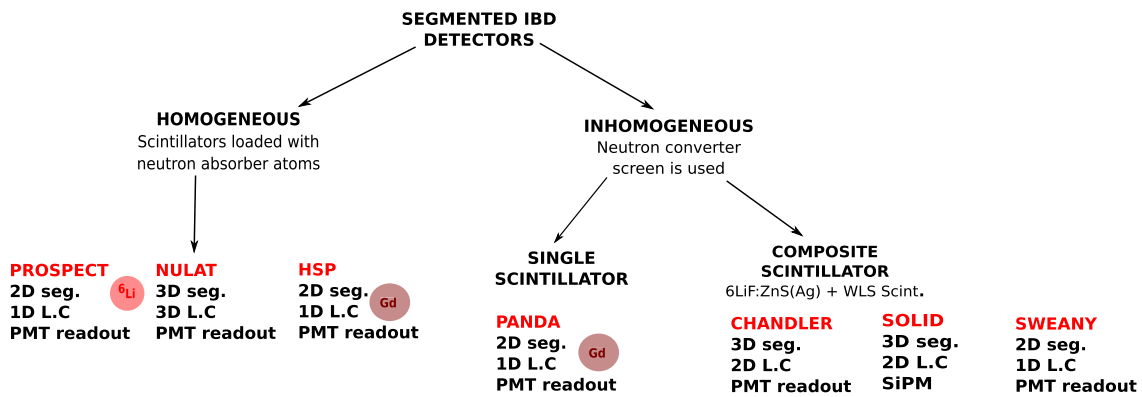 SEGMENTED IBD
DETECTORS
HOMOGENEOUS
Scintillators loaded with
neutron absorber atoms
INHOMOGENEOUS
Neutron converter
screen is used
PROSPECT
2D seg.
1D L.C
PMT readout
6Li
NULAT
3D seg.
3D L.C
PMT readout
HSP
2D seg.
1D L.C
PMT readout
Gd
SINGLE
SCINTILLATOR
PANDA
2D seg.
1D L.C
PMT readout
Gd
COMPOSITE
SCINTILLATOR
6LiF:ZnS(Ag) + WLS Scint.
CHANDLER
3D seg.
2D L.C
PMT readout
SOLID
3D seg.
2D L.C
SiPM
SWEANY
2D seg.
1D L.C
PMT readout